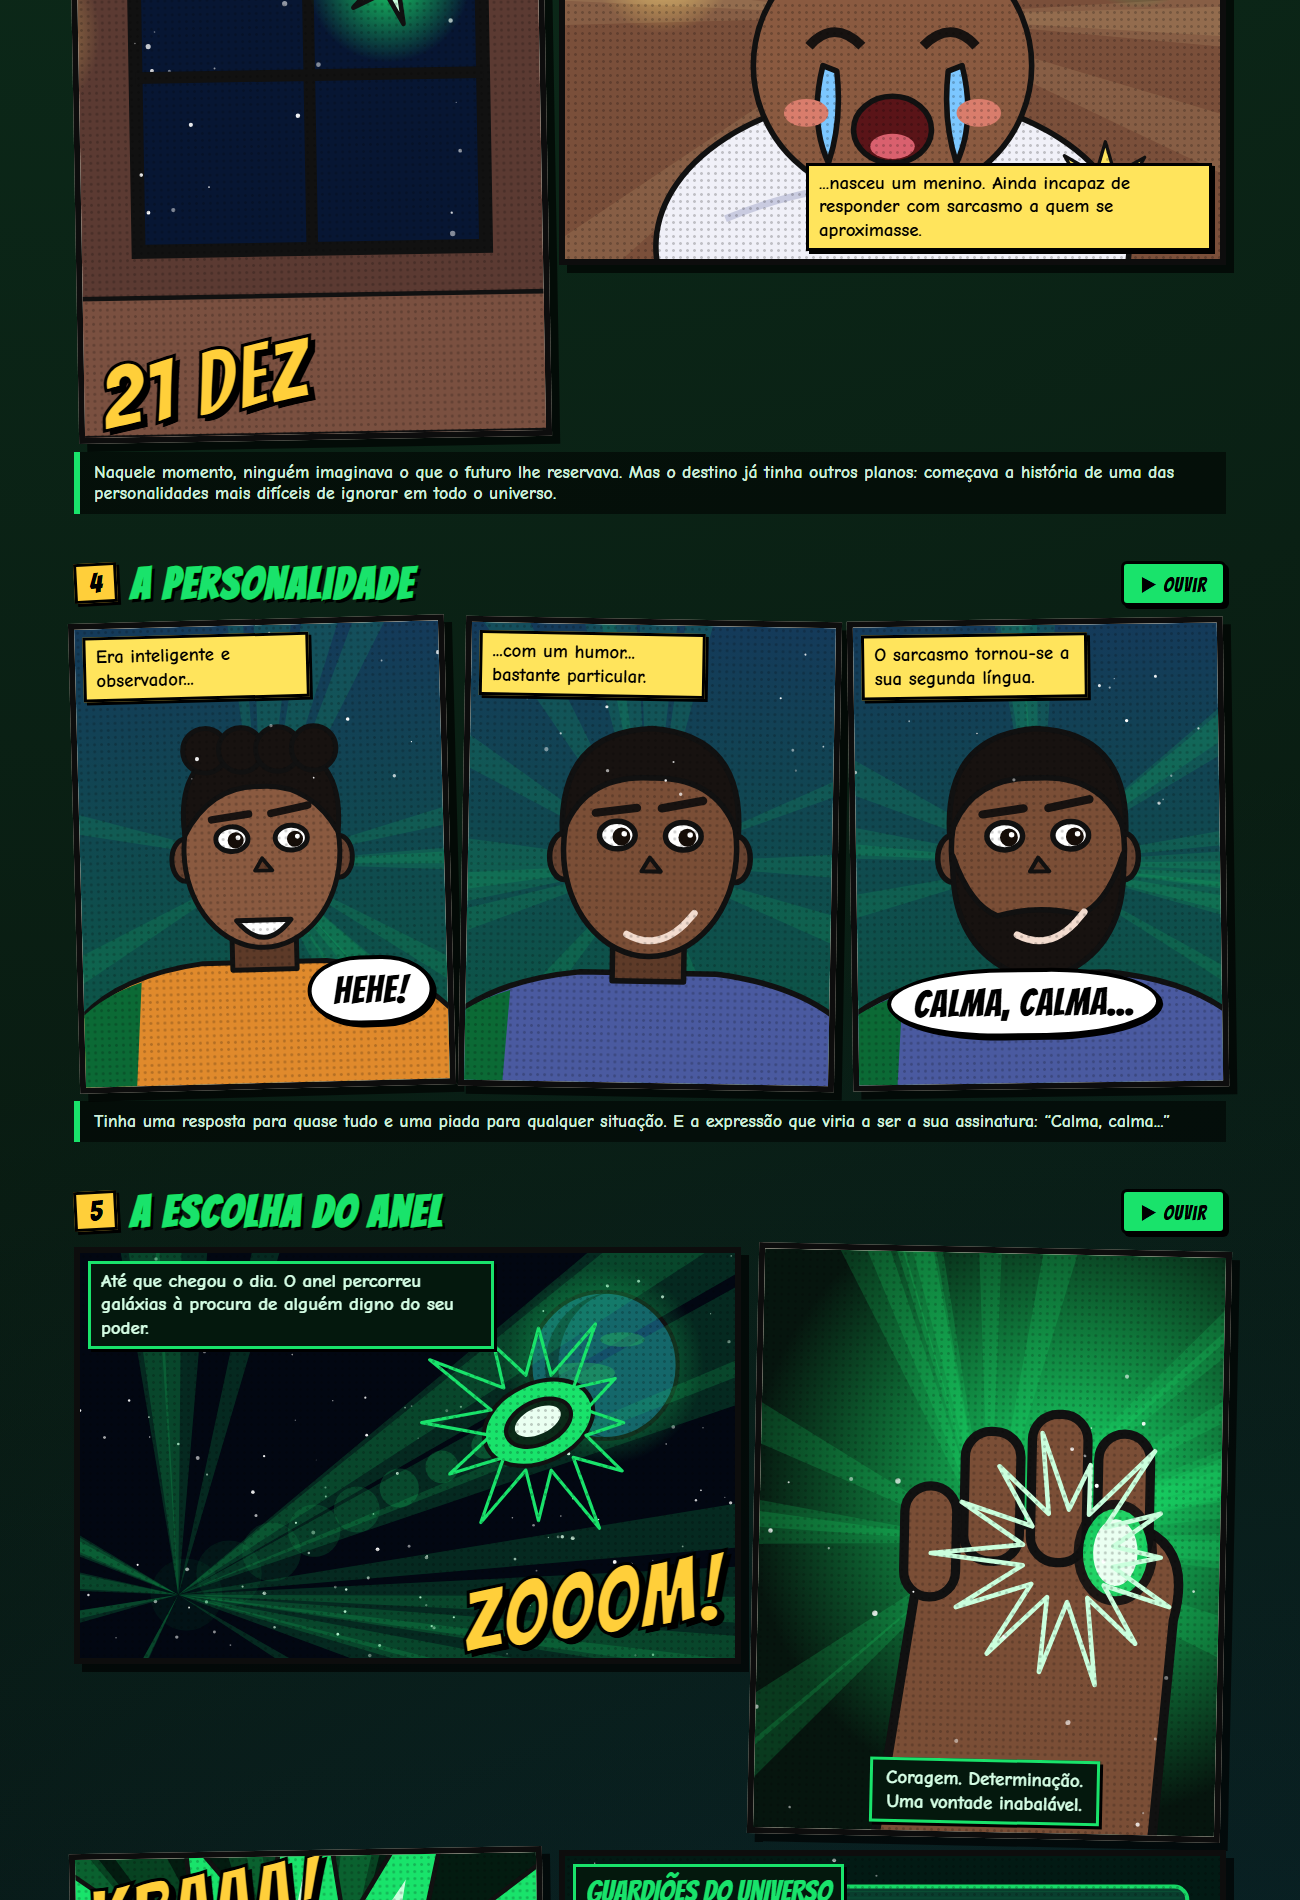 ...nasceu um menino. Ainda incapaz de
responder com sarcasmo a quem se
aproximasse.
21 DEZ
Naquele momento, ninguém imaginava o que o futuro lhe reservava. Mas o destino já tinha outros planos: começava a história de uma das
personalidades mais difíceis de ignorar em todo o universo.
4 A PERSONALIDADE
▶ OUVIR
Era inteligente e
observador...
...com um humor...
bastante particular.
O sarcasmo tornou-se a
sua segunda língua.
HEHE!
CALMA, CALMA...
Tinha uma resposta para quase tudo e uma piada para qualquer situação. E a expressão que viria a ser a sua assinatura: “Calma, calma...”
5 A ESCOLHA DO ANEL
▶ OUVIR
Até que chegou o dia. O anel percorreu
galáxias à procura de alguém digno do seu
poder.
ZOOOM!
Coragem. Determinação.
Uma vontade inabalável.
KRAAA!
GUARDIÕES DO UNIVERSO